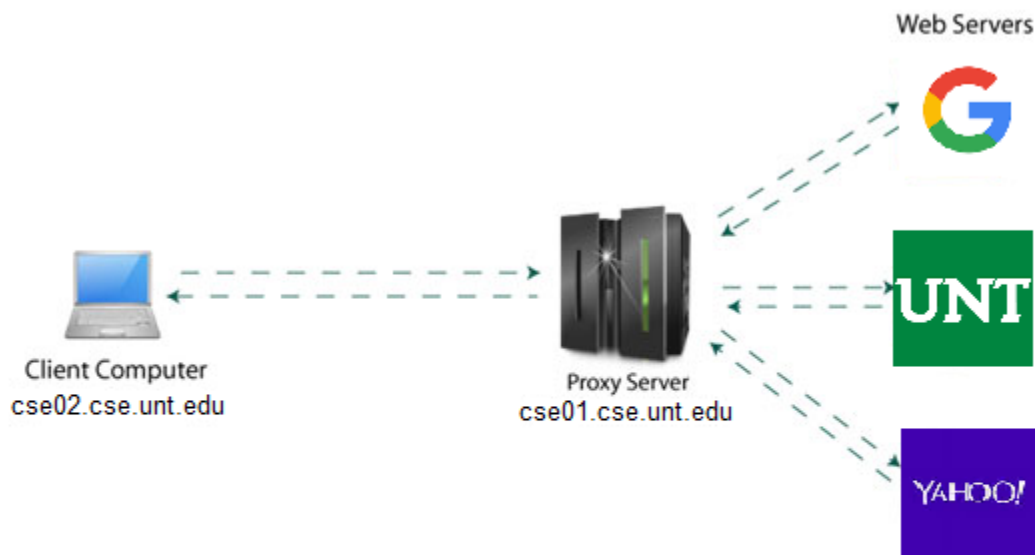 Web Servers
G
UNT
Client Computer
cse02.cse.unt.edu
Proxy Server
cse01.cse.unt.edu
YAHOO!